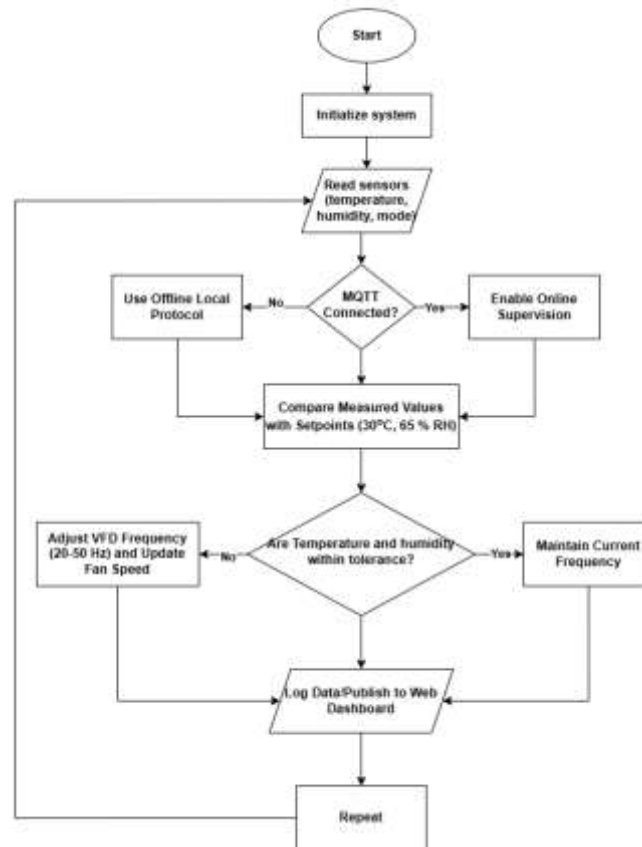 Start
Initialize system
Read sensors
(temperature,
humidity, mode)
MQTT
Connected?
No
Yes
Use Offline Local
Protocol
Enable Online
Supervision
Compare Measured Values
with Setpoints (30°C, 65 % RH)
Are Temperature and humidity
within tolerance?
No
Yes
Adjust VFD Frequency
(20-50 Hz) and Update
Fan Speed
Maintain Current
Frequency
Log Data/Publish to Web
Dashboard
Repeat